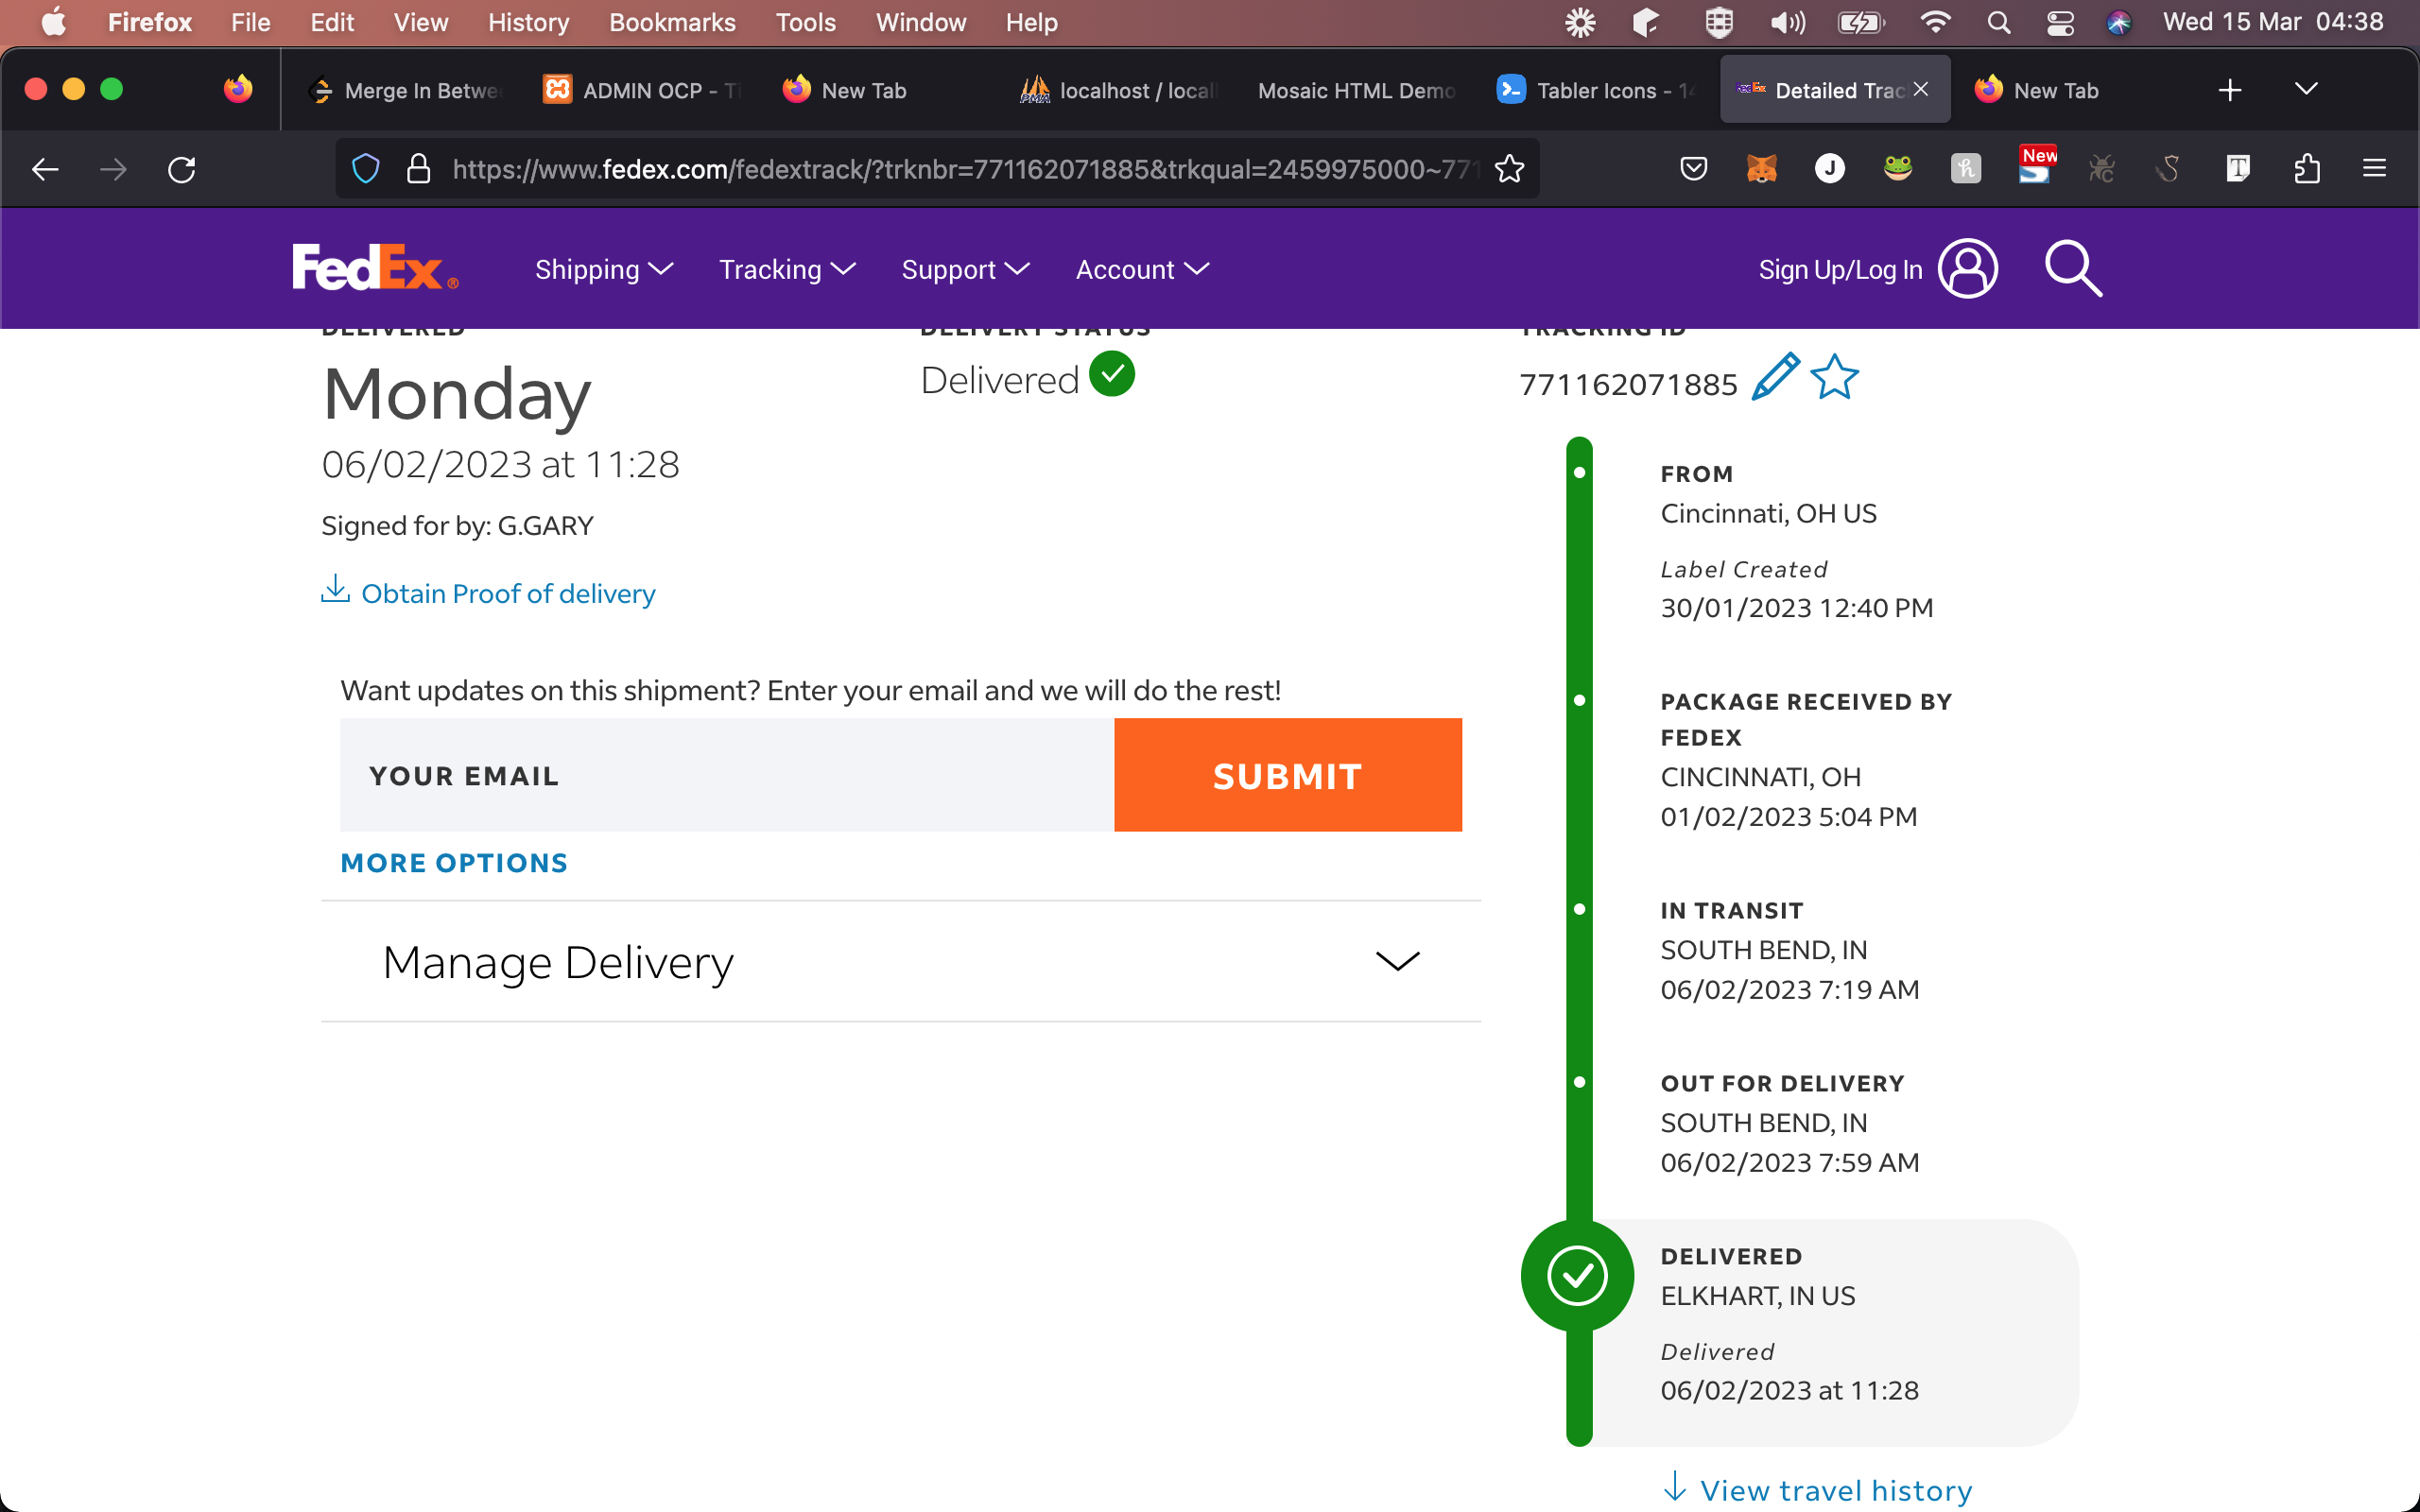 Firefox File Edit View History Bookmarks Tools Window Help Wed 15 Mar 04:38
Merge In Betwe ADMIN OCP - Ti New Tab localhost / local Mosaic HTML Demo Tabler Icons - 14 Detailed Trac New Tab
https://www.fedex.com/fedextrack/?trknbr=771162071885&trkqual=2459975000~771
New
FedEx® Shipping Tracking Support Account Sign Up/Log In
DELIVERED
Monday
06/02/2023 at 11:28
Signed for by: G.GARY
Obtain Proof of delivery
DELIVERY STATUS
Delivered
Want updates on this shipment? Enter your email and we will do the rest!
YOUR EMAIL
SUBMIT
MORE OPTIONS
Manage Delivery
TRACKING ID
771162071885
FROM
Cincinnati, OH US
Label Created
30/01/2023 12:40 PM
PACKAGE RECEIVED BY
FEDEX
CINCINNATI, OH
01/02/2023 5:04 PM
IN TRANSIT
SOUTH BEND, IN
06/02/2023 7:19 AM
OUT FOR DELIVERY
SOUTH BEND, IN
06/02/2023 7:59 AM
DELIVERED
ELKHART, IN US
Delivered
06/02/2023 at 11:28
View travel history